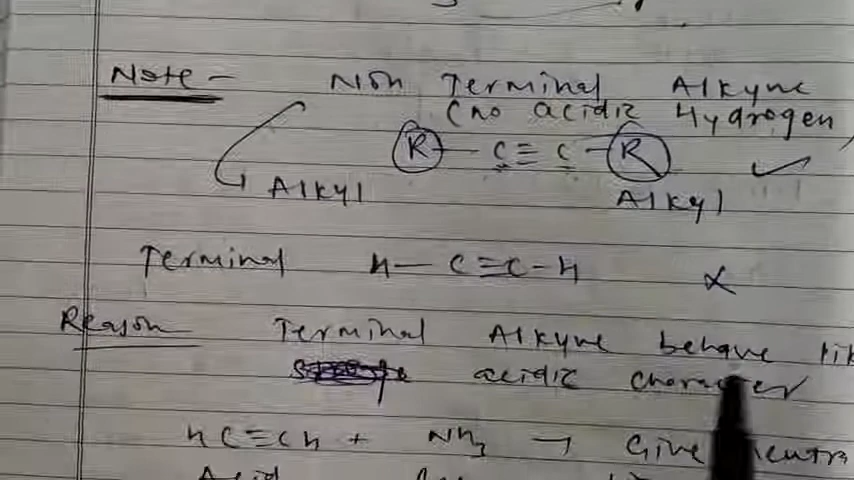 Note - Non Terminal Alkyne
(no acidic Hydrogen)
R - C ≡ C - R ✓
Alkyl Alkyl
Terminal H - C ≡ C - H ×
Reason Terminal Alkyne behave
acidic character
HC≡CH + NH3 → Give
Acid